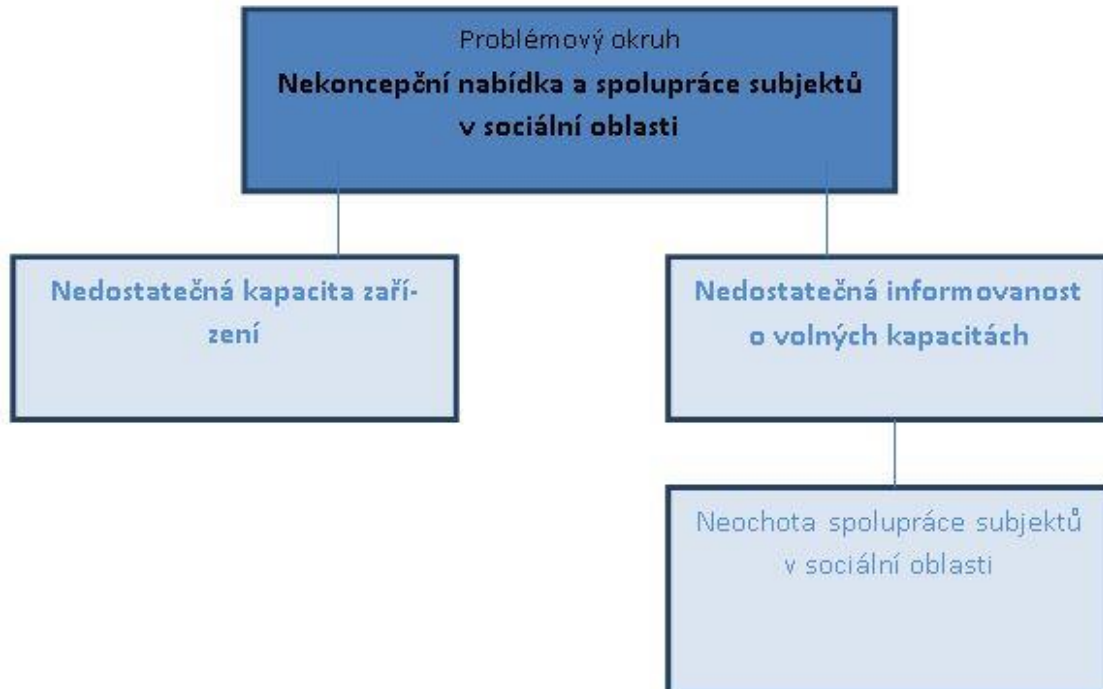 Problémový okruh
Nekoncepční nabídka a spolupráce subjektů
v sociální oblasti
Nedostatečná kapacita zaří-
zení
Nedostatečná informovanost
o volných kapacitách
Neochota spolupráce subjektů
v sociální oblasti